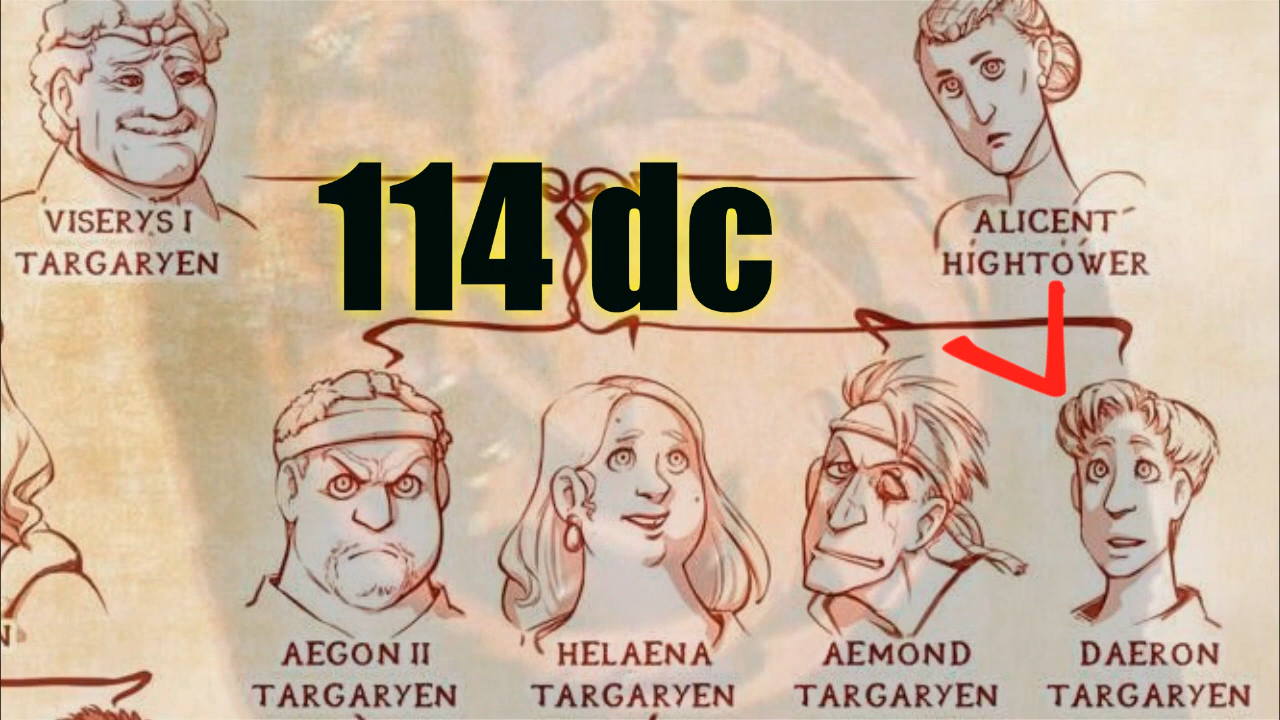 114 dc
VISERYS I
TARGARYEN
ALICENT
HIGHTOWER
AEGON II
TARGARYEN
HELAENA
TARGARYEN
AEMOND
TARGARYEN
DAERON
TARGARYEN